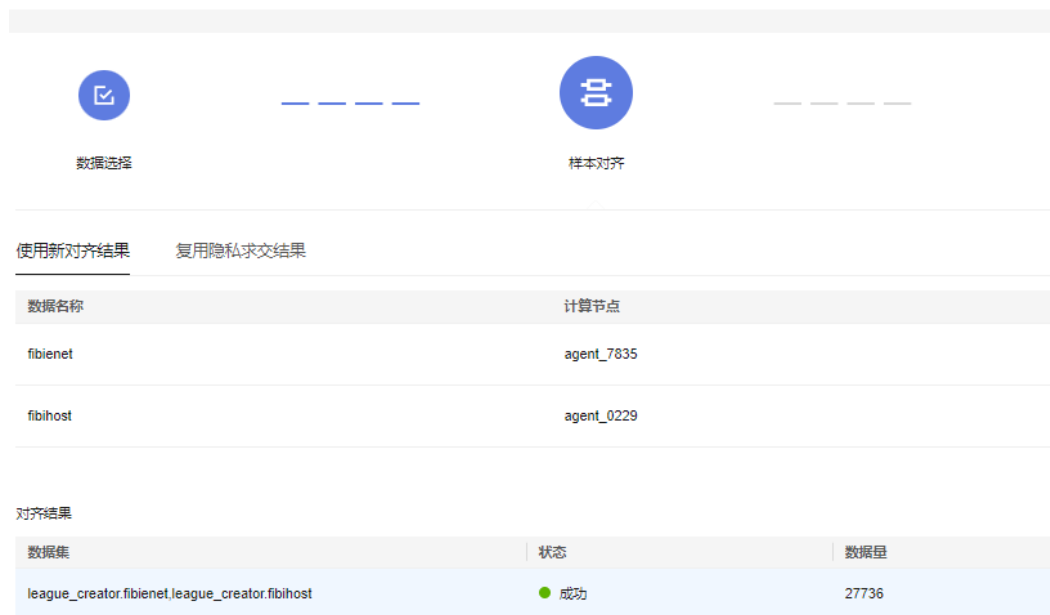 数据选择
样本对齐
使用新对齐结果 复用隐私求交结果
数据名称 计算节点
fibienet agent_7835
fibihost agent_0229
对齐结果
数据集 状态 数据量
league_creator.fibienet,league_creator.fibihost 成功 27736